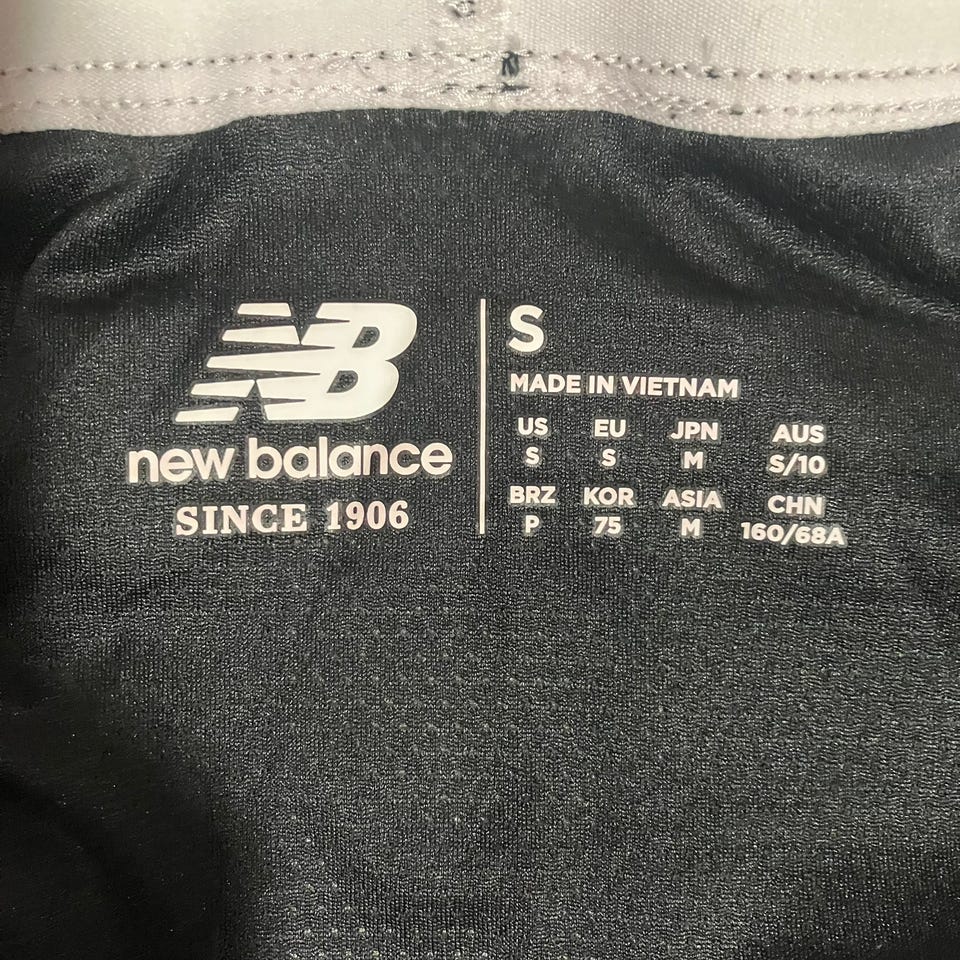 NB
new balance
SINCE 1906
S
MADE IN VIETNAM
US EU JPN AUS
S S M S/10
BRZ KOR ASIA CHN
P 75 M 160/68A